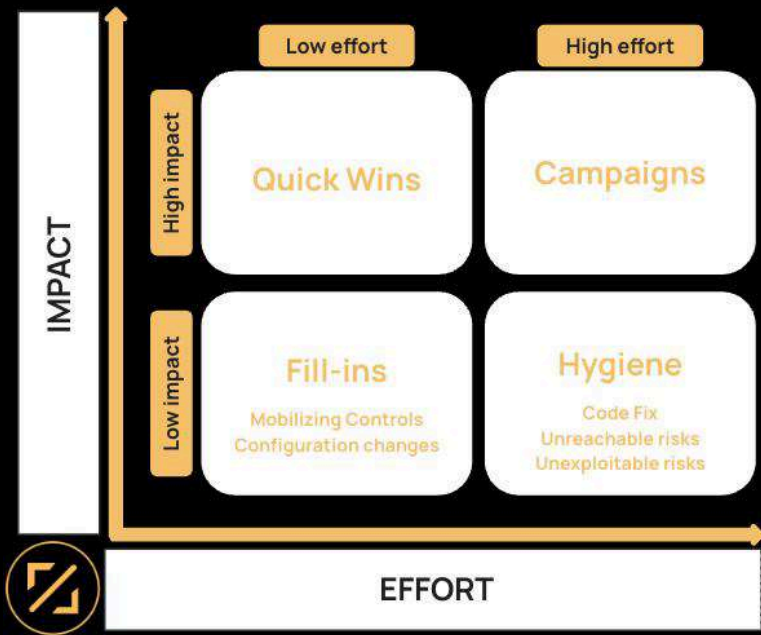 Low effort
High effort
High impact
Quick Wins
Campaigns
IMPACT
Low impact
Fill-ins
Mobilizing Controls
Configuration changes
Hygiene
Code Fix
Unreachable risks
Unexploitable risks
EFFORT